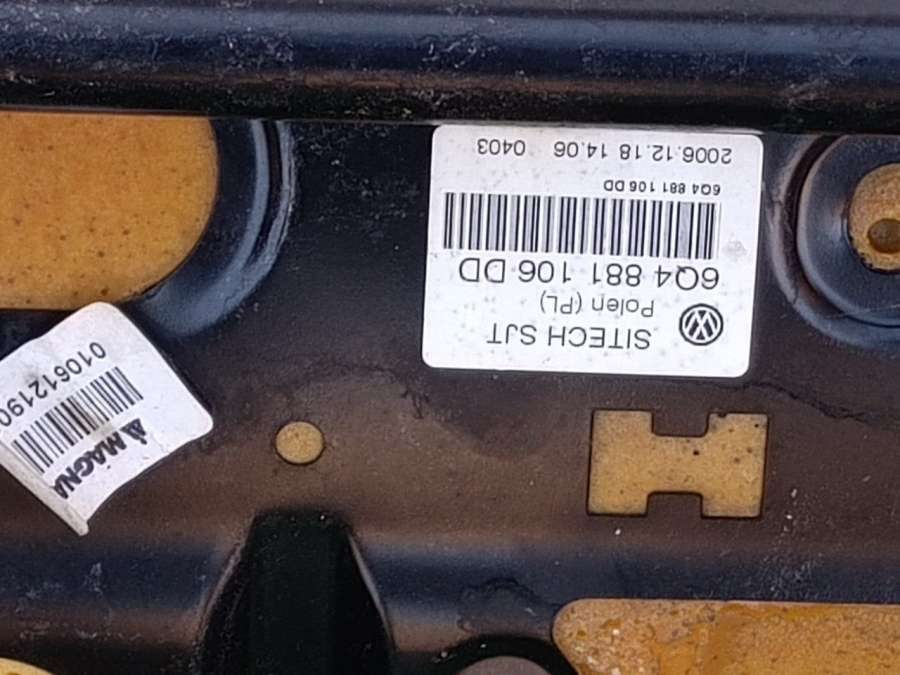 SITECH SJT
Polen (PL)
6Q4 881 106 DD
6Q4 881 106 DD
2006.12.18 14.06 0403
MAGNA
010612190